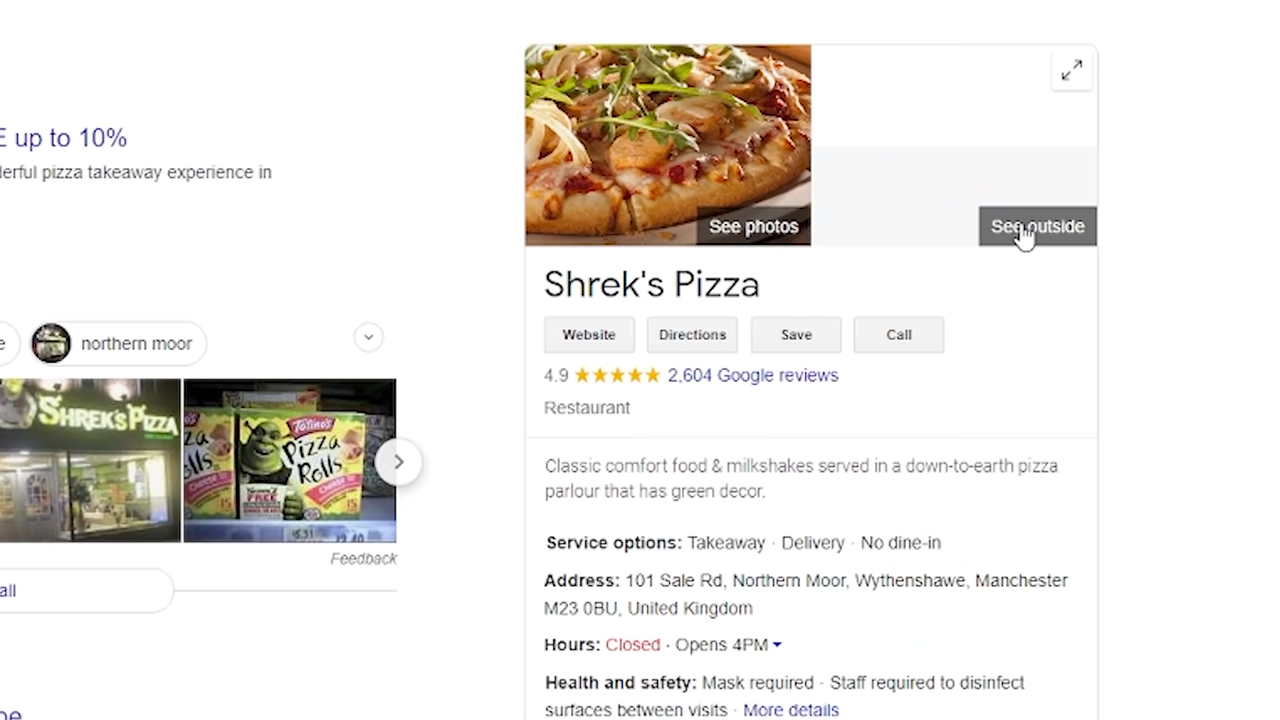 E up to 10%
derful pizza takeaway experience in
e
northern moor
SHREK'S PIZZA
Totino's
Pizza
Rolls
FREE
15
15
Feedback
all
pe
See photos
See outside
Shrek's Pizza
Website
Directions
Save
Call
4.9 ★★★★★ 2,604 Google reviews
Restaurant
Classic comfort food & milkshakes served in a down-to-earth pizza
parlour that has green decor.
Service options: Takeaway · Delivery · No dine-in
Address: 101 Sale Rd, Northern Moor, Wythenshawe, Manchester
M23 0BU, United Kingdom
Hours: Closed · Opens 4PM
Health and safety: Mask required · Staff required to disinfect
surfaces between visits · More details